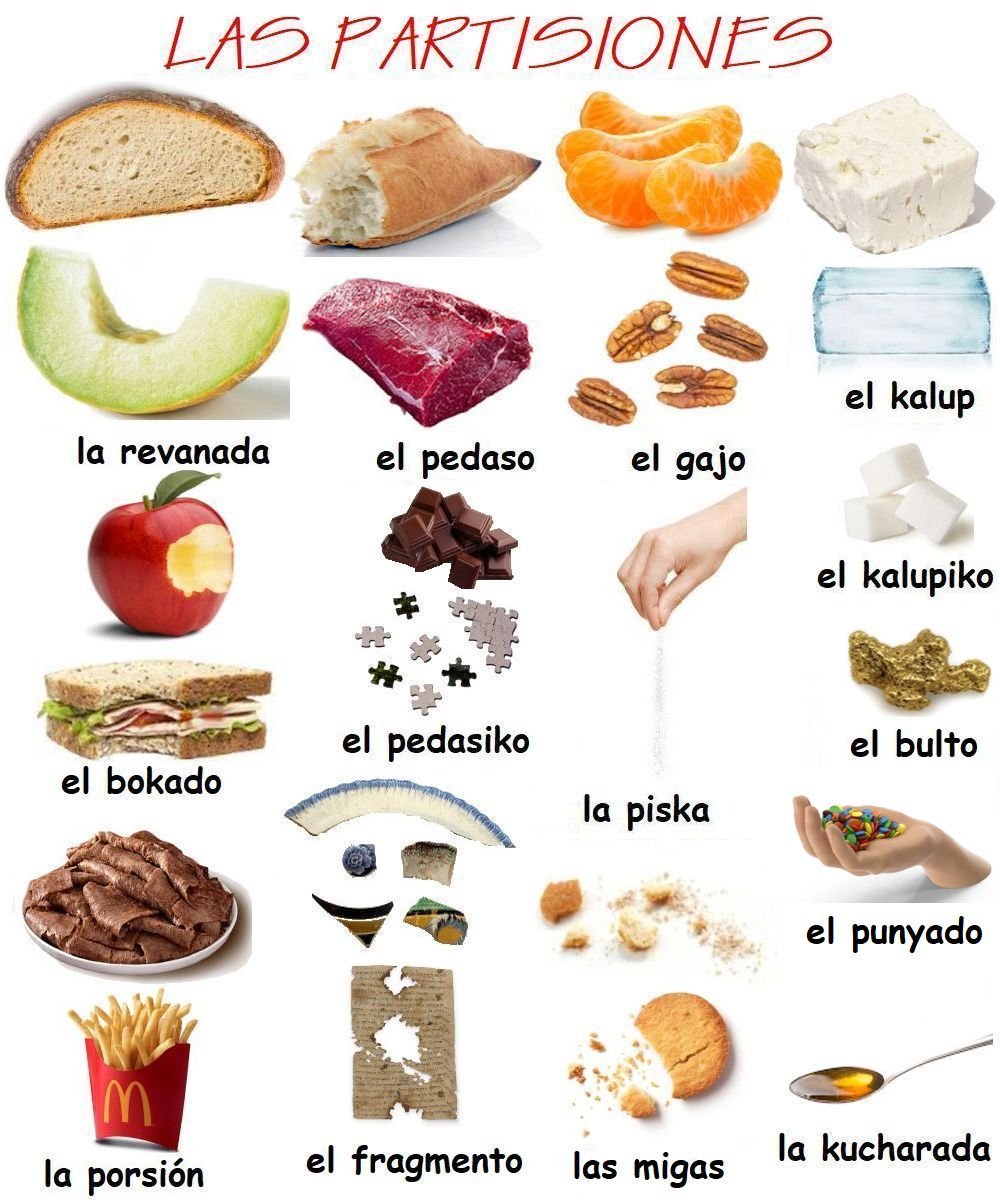 LAS PARTISIONES
la revanada
el pedaso
el gajo
el kalup
el kalupiko
el bokado
el pedasiko
la piska
el bulto
el punyado
la porsión
el fragmento
las migas
la kucharada